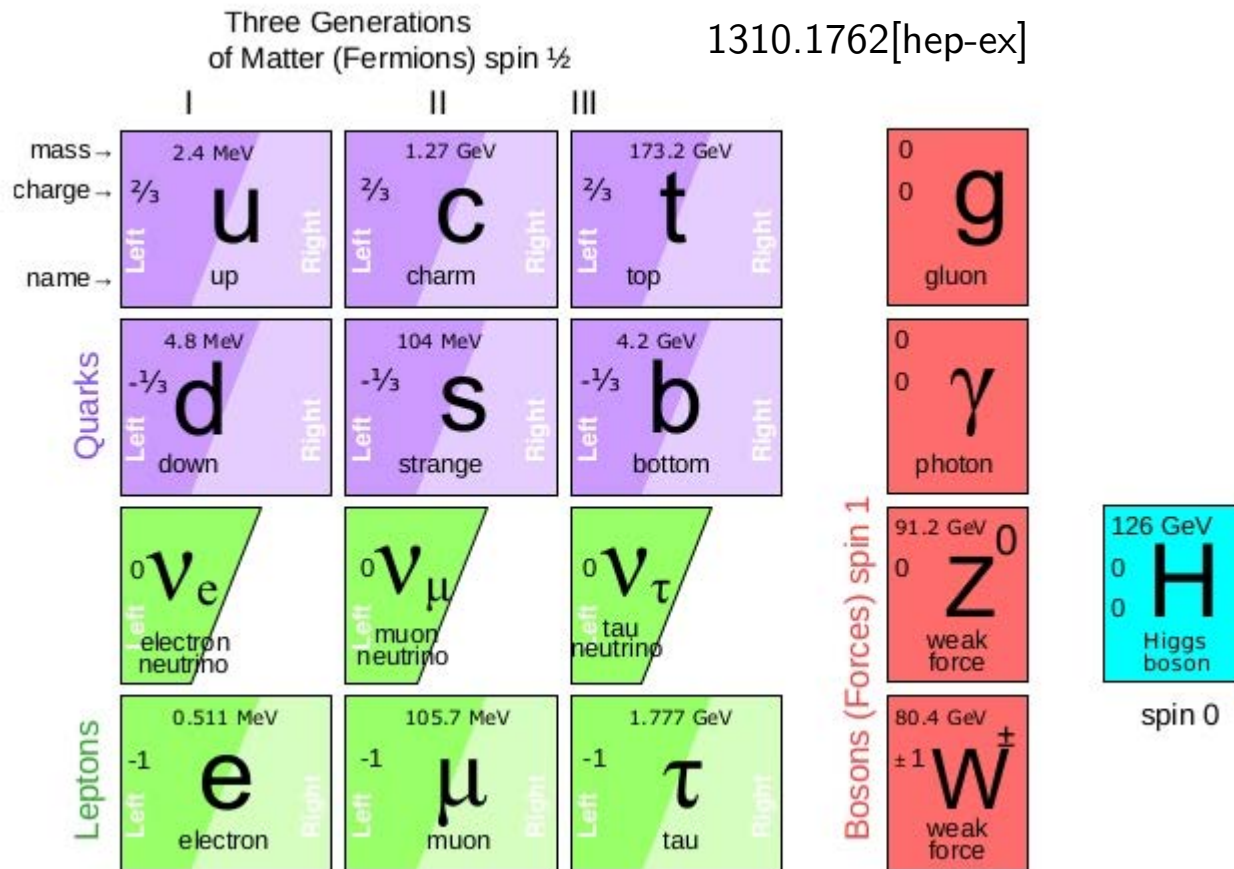 Three Generations
of Matter (Fermions) spin ½
1310.1762[hep-ex]
I II III
mass→
charge→
name→
2.4 MeV
⅔
u
Left
Right
up
1.27 GeV
⅔
c
Left
Right
charm
173.2 GeV
⅔
t
Left
Right
top
0
0
g
gluon
Quarks
4.8 MeV
-⅓
d
Left
Right
down
104 MeV
-⅓
s
Left
Right
strange
4.2 GeV
-⅓
b
Left
Right
bottom
0
0
γ
photon
0
νe
Left
electron
neutrino
0
νμ
Left
muon
neutrino
0
ντ
Left
tau
neutrino
Bosons (Forces) spin 1
91.2 GeV
0
Z⁰
weak
force
126 GeV
0
0
H
Higgs
boson
spin 0
Leptons
0.511 MeV
-1
e
Left
Right
electron
105.7 MeV
-1
μ
Left
Right
muon
1.777 GeV
-1
τ
Left
Right
tau
80.4 GeV
±1
W±
weak
force